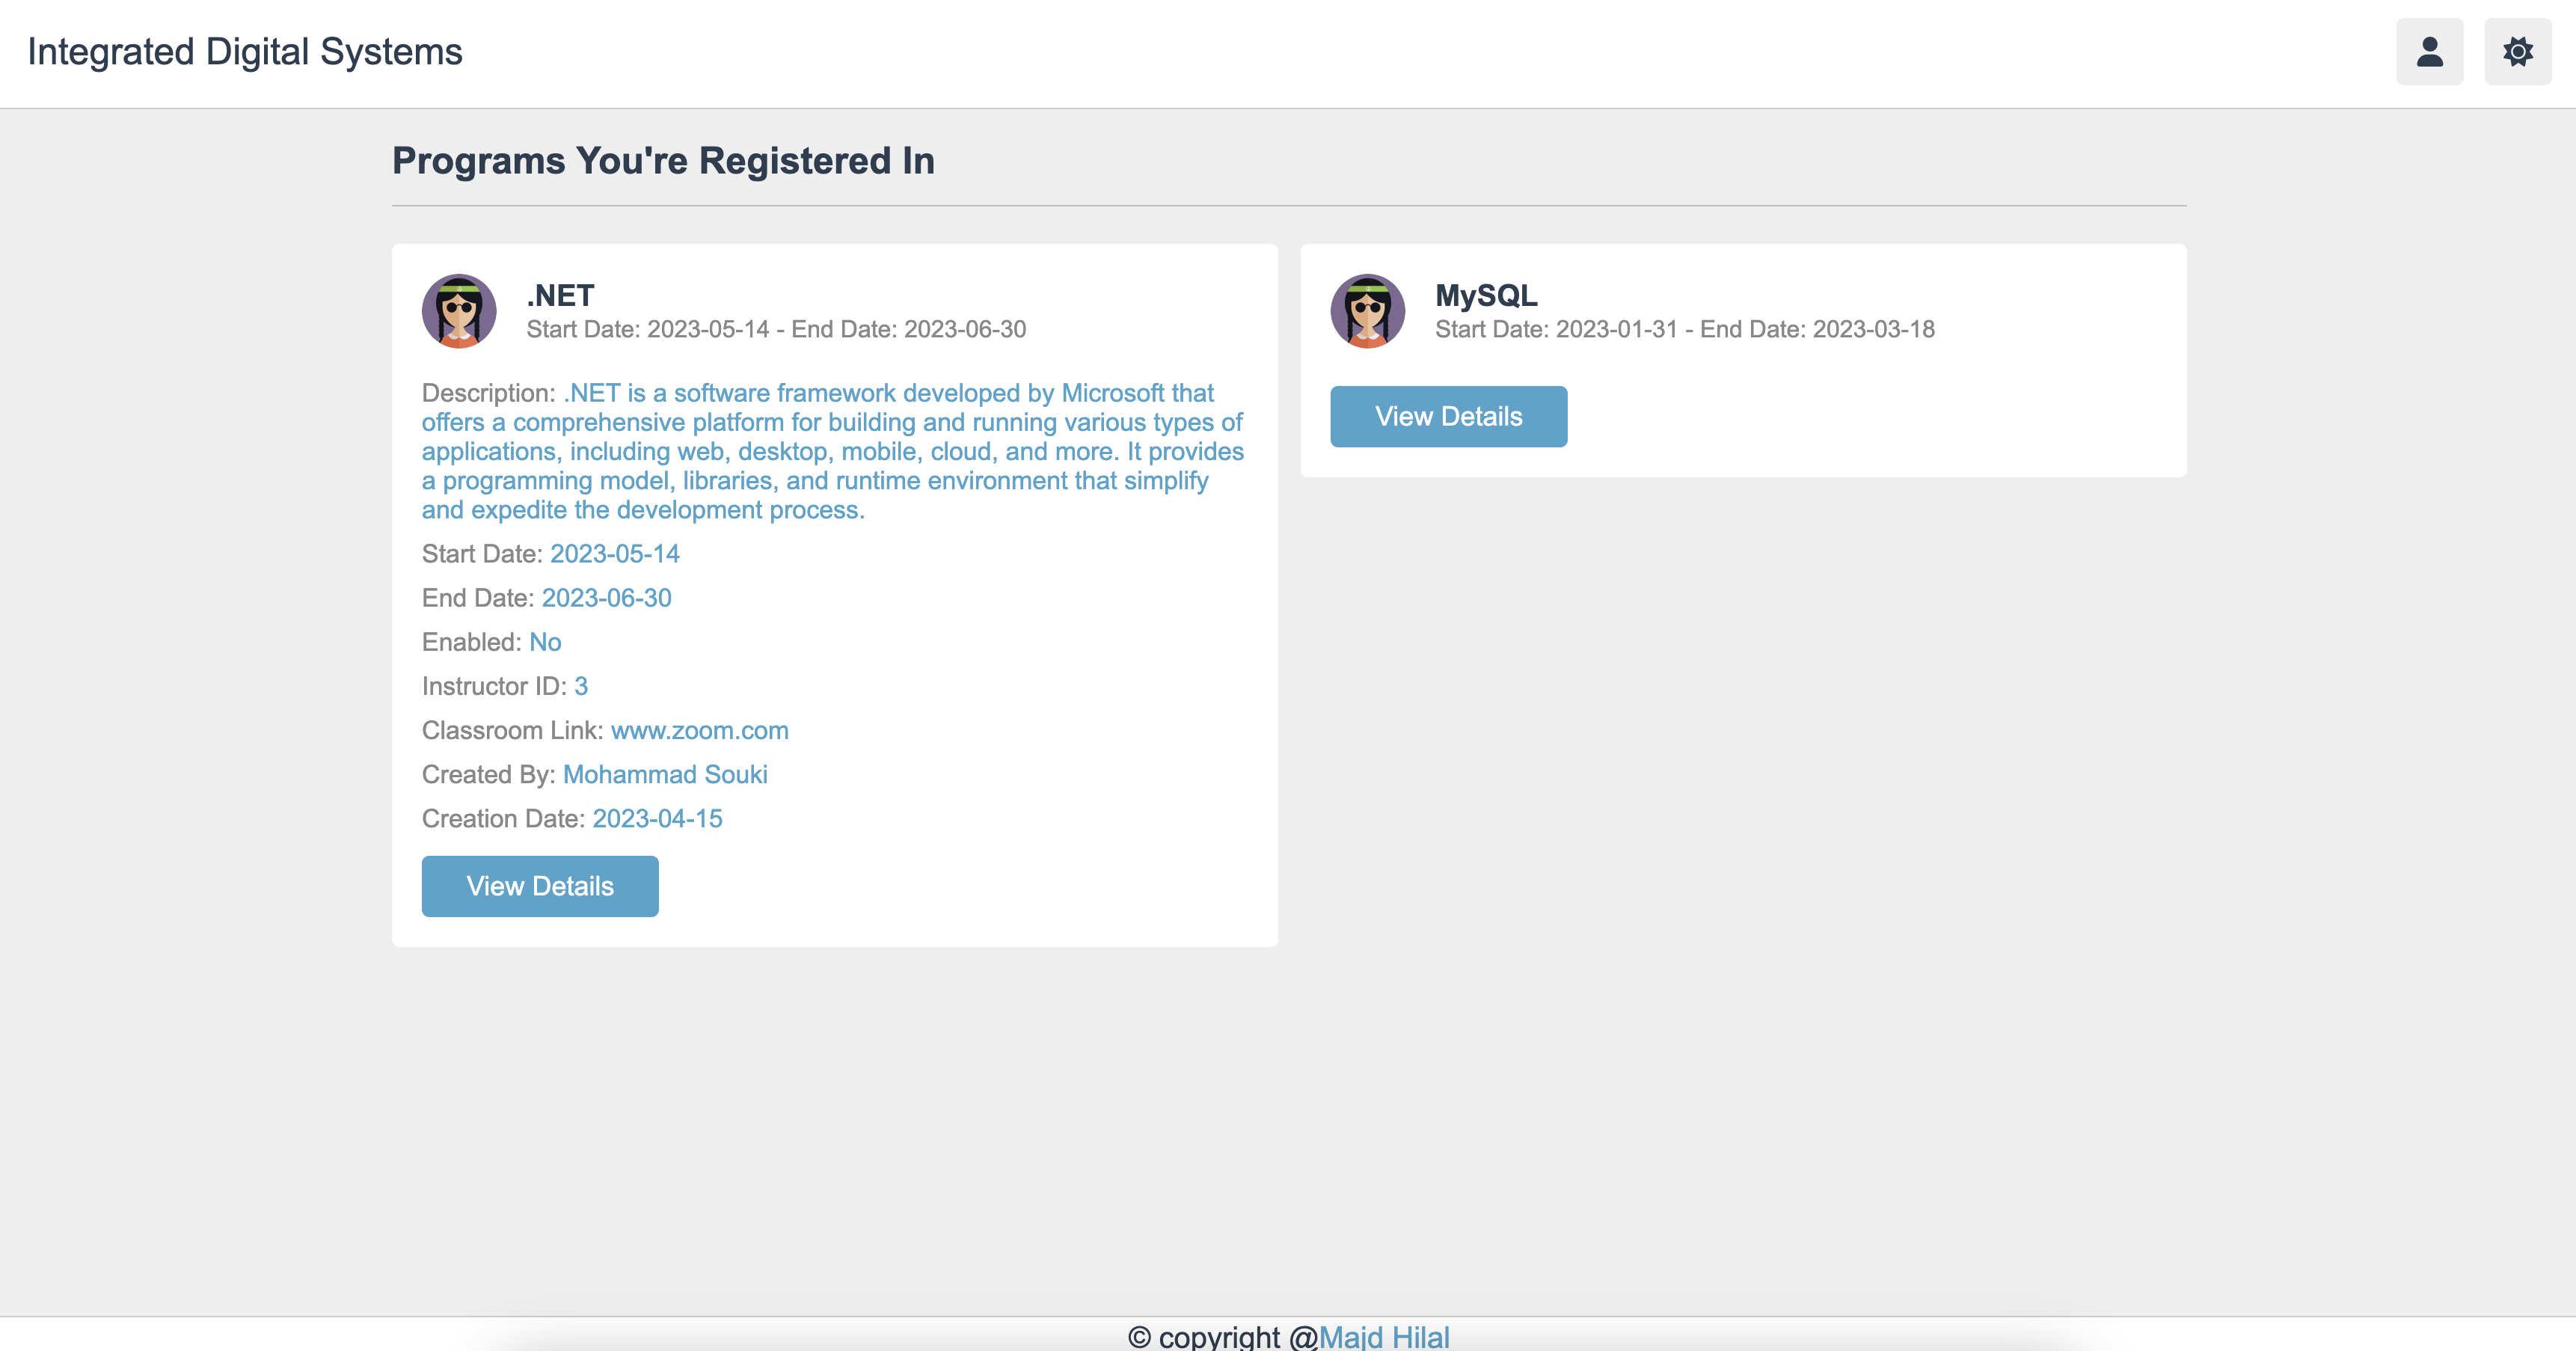 Integrated Digital Systems
Programs You're Registered In
.NET
Start Date: 2023-05-14 - End Date: 2023-06-30
Description: .NET is a software framework developed by Microsoft that
offers a comprehensive platform for building and running various types of
applications, including web, desktop, mobile, cloud, and more. It provides
a programming model, libraries, and runtime environment that simplify
and expedite the development process.
Start Date: 2023-05-14
End Date: 2023-06-30
Enabled: No
Instructor ID: 3
Classroom Link: www.zoom.com
Created By: Mohammad Souki
Creation Date: 2023-04-15
View Details
MySQL
Start Date: 2023-01-31 - End Date: 2023-03-18
View Details
© copyright @Majd Hilal